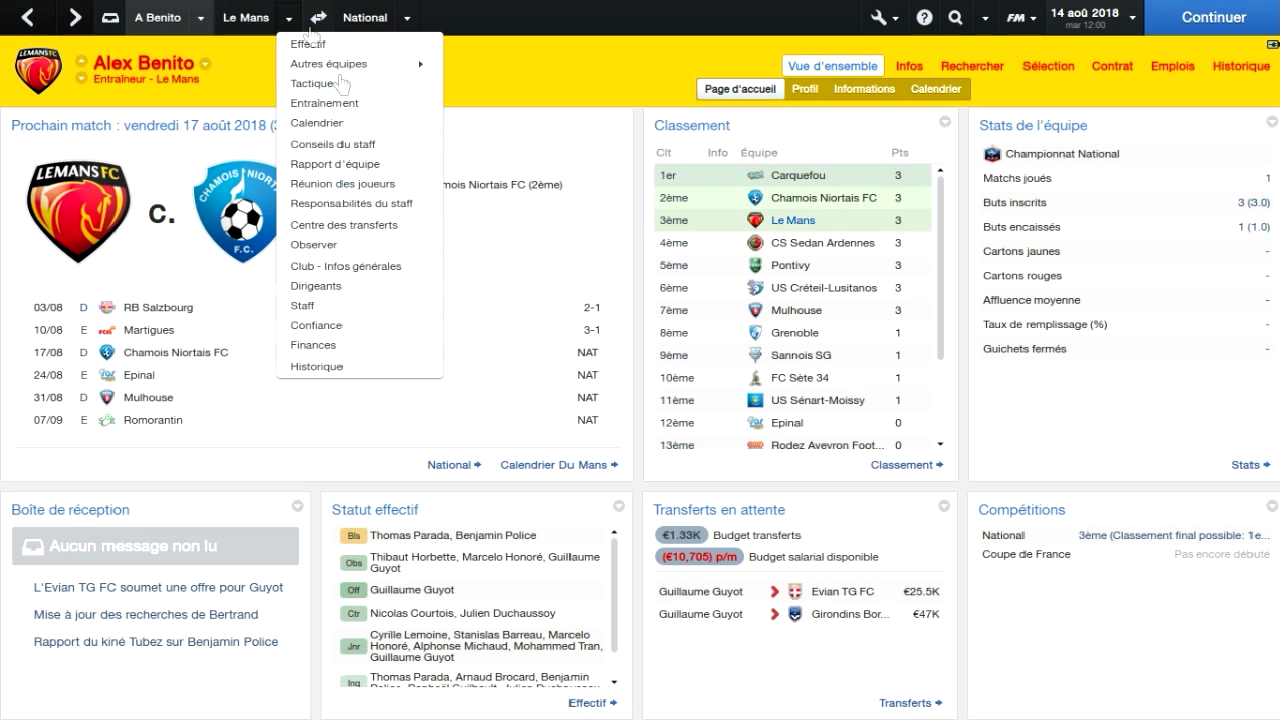 A Benito
Le Mans
National
FM
14 aoû 2018
mar 12:00
Continuer
LEMANS FC
Alex Benito
Entraîneur - Le Mans
Vue d'ensemble
Infos
Rechercher
Sélection
Contrat
Emplois
Historique
Page d'accueil
Profil
Informations
Calendrier
Effectif
Autres équipes
Tactique
Entraînement
Calendrier
Conseils du staff
Rapport d'équipe
Réunion des joueurs
Responsabilités du staff
Centre des transferts
Observer
Club - Infos générales
Dirigeants
Staff
Confiance
Finances
Historique
Prochain match : vendredi 17 août 2018 (3
LEMANS FC
c.
CHAMOIS NIORT
F.C.
mois Niortais FC (2ème)
03/08 D RB Salzbourg 2-1
10/08 E Martigues 3-1
17/08 D Chamois Niortais FC NAT
24/08 E Epinal NAT
31/08 D Mulhouse NAT
07/09 E Romorantin NAT
National
Calendrier Du Mans
Classement
Clt Info Équipe Pts
1er Carquefou 3
2ème Chamois Niortais FC 3
3ème Le Mans 3
4ème CS Sedan Ardennes 3
5ème Pontivy 3
6ème US Créteil-Lusitanos 3
7ème Mulhouse 3
8ème Grenoble 1
9ème Sannois SG 1
10ème FC Sète 34 1
11ème US Sénart-Moissy 1
12ème Epinal 0
13ème Rodez Aveyron Foot... 0
Classement
Stats de l'équipe
Championnat National
Matchs joués 1
Buts inscrits 3 (3.0)
Buts encaissés 1 (1.0)
Cartons jaunes -
Cartons rouges -
Affluence moyenne -
Taux de remplissage (%) -
Guichets fermés -
Stats
Boîte de réception
Aucun message non lu
L'Evian TG FC soumet une offre pour Guyot
Mise à jour des recherches de Bertrand
Rapport du kiné Tubez sur Benjamin Police
Statut effectif
Bls Thomas Parada, Benjamin Police
Obs Thibaut Horbette, Marcelo Honoré, Guillaume
Guyot
Off Guillaume Guyot
Ctr Nicolas Courtois, Julien Duchaussoy
Jnr Cyrille Lemoine, Stanislas Barreau, Marcelo
Honoré, Alphonse Michaud, Mohammed Tran,
Guillaume Guyot
Inq Thomas Parada, Arnaud Brocard, Benjamin
Police, Raphaël Guilhault, Julien Duchaussoy
Effectif
Transferts en attente
€1.33K Budget transferts
(€10,705) p/m Budget salarial disponible
Guillaume Guyot Evian TG FC €25.5K
Guillaume Guyot Girondins Bor... €47K
Transferts
Compétitions
National 3ème (Classement final possible: 1e...
Coupe de France Pas encore débuté